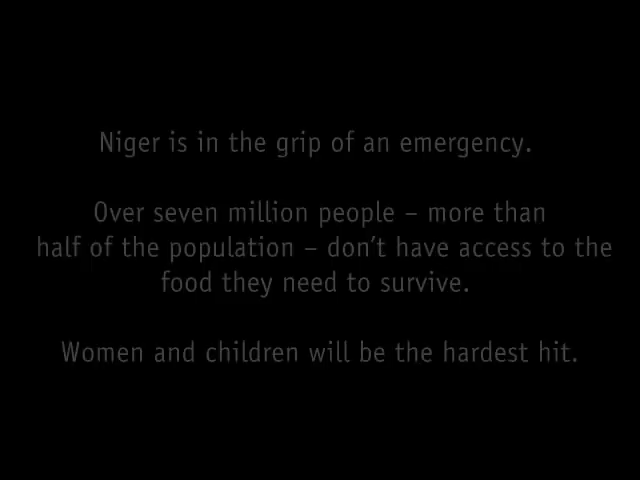 Niger is in the grip of an emergency.
Over seven million people – more than
half of the population – don’t have access to the
food they need to survive.
Women and children will be the hardest hit.